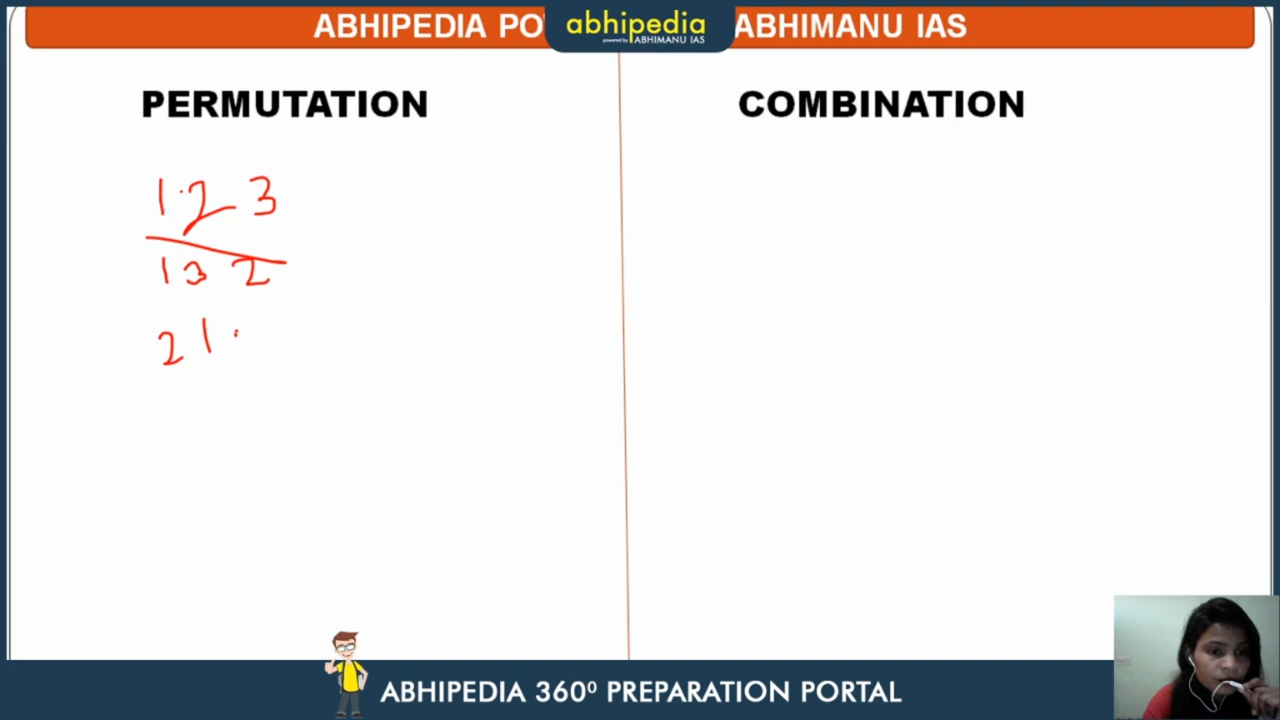 ABHIPEDIA PO ABHIMANU IAS
abhipedia
powered by ABHIMANU IAS
PERMUTATION
COMBINATION
1 2 3
1 3 2
2 1
ABHIPEDIA 360⁰ PREPARATION PORTAL